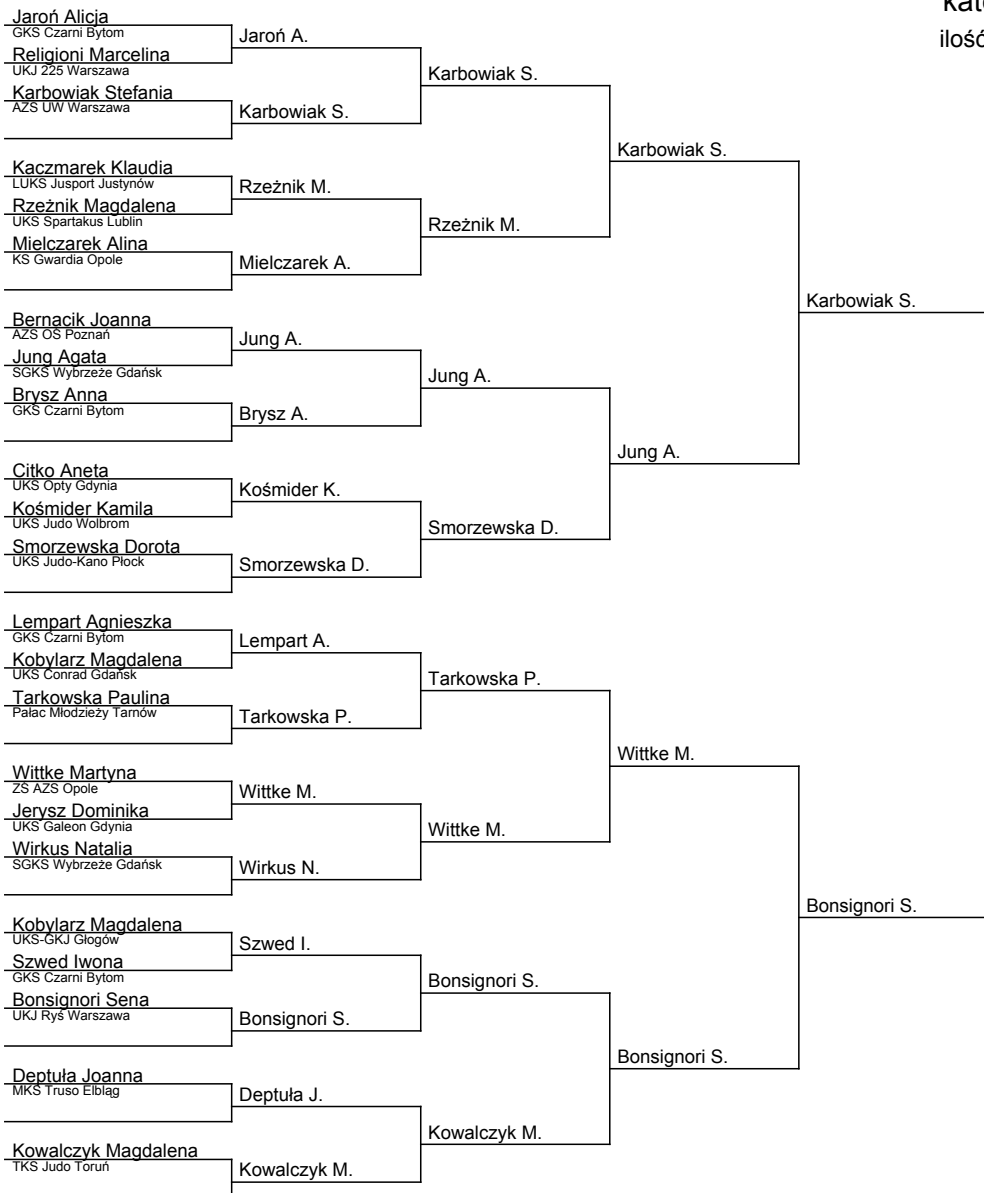 kat
ilość
Jaroń Alicja
GKS Czarni Bytom
Religioni Marcelina
UKJ 225 Warszawa
Karbowiak Stefania
AZS UW Warszawa
Kaczmarek Klaudia
LUKS Jusport Justynów
Rzeżnik Magdalena
UKS Spartakus Lublin
Mielczarek Alina
KS Gwardia Opole
Bernacik Joanna
AZS OŚ Poznań
Jung Agata
SGKS Wybrzeże Gdańsk
Brysz Anna
GKS Czarni Bytom
Citko Aneta
UKS Opty Gdynia
Kośmider Kamila
UKS Judo Wolbrom
Smorzewska Dorota
UKS Judo-Kano Płock
Lempart Agnieszka
GKS Czarni Bytom
Kobylarz Magdalena
UKS Conrad Gdańsk
Tarkowska Paulina
Pałac Młodzieży Tarnów
Wittke Martyna
ZŚ AZS Opole
Jerysz Dominika
UKS Galeon Gdynia
Wirkus Natalia
SGKS Wybrzeże Gdańsk
Kobylarz Magdalena
UKS-GKJ Głogów
Szwed Iwona
GKS Czarni Bytom
Bonsignori Sena
UKJ Ryś Warszawa
Deptuła Joanna
MKS Truso Elbląg
Kowalczyk Magdalena
TKS Judo Toruń
Jaroń A.
Karbowiak S.
Rzeżnik M.
Mielczarek A.
Jung A.
Brysz A.
Kośmider K.
Smorzewska D.
Lempart A.
Tarkowska P.
Wittke M.
Wirkus N.
Szwed I.
Bonsignori S.
Deptuła J.
Kowalczyk M.
Karbowiak S.
Rzeżnik M.
Jung A.
Smorzewska D.
Tarkowska P.
Wittke M.
Bonsignori S.
Kowalczyk M.
Karbowiak S.
Jung A.
Wittke M.
Bonsignori S.
Karbowiak S.
Bonsignori S.